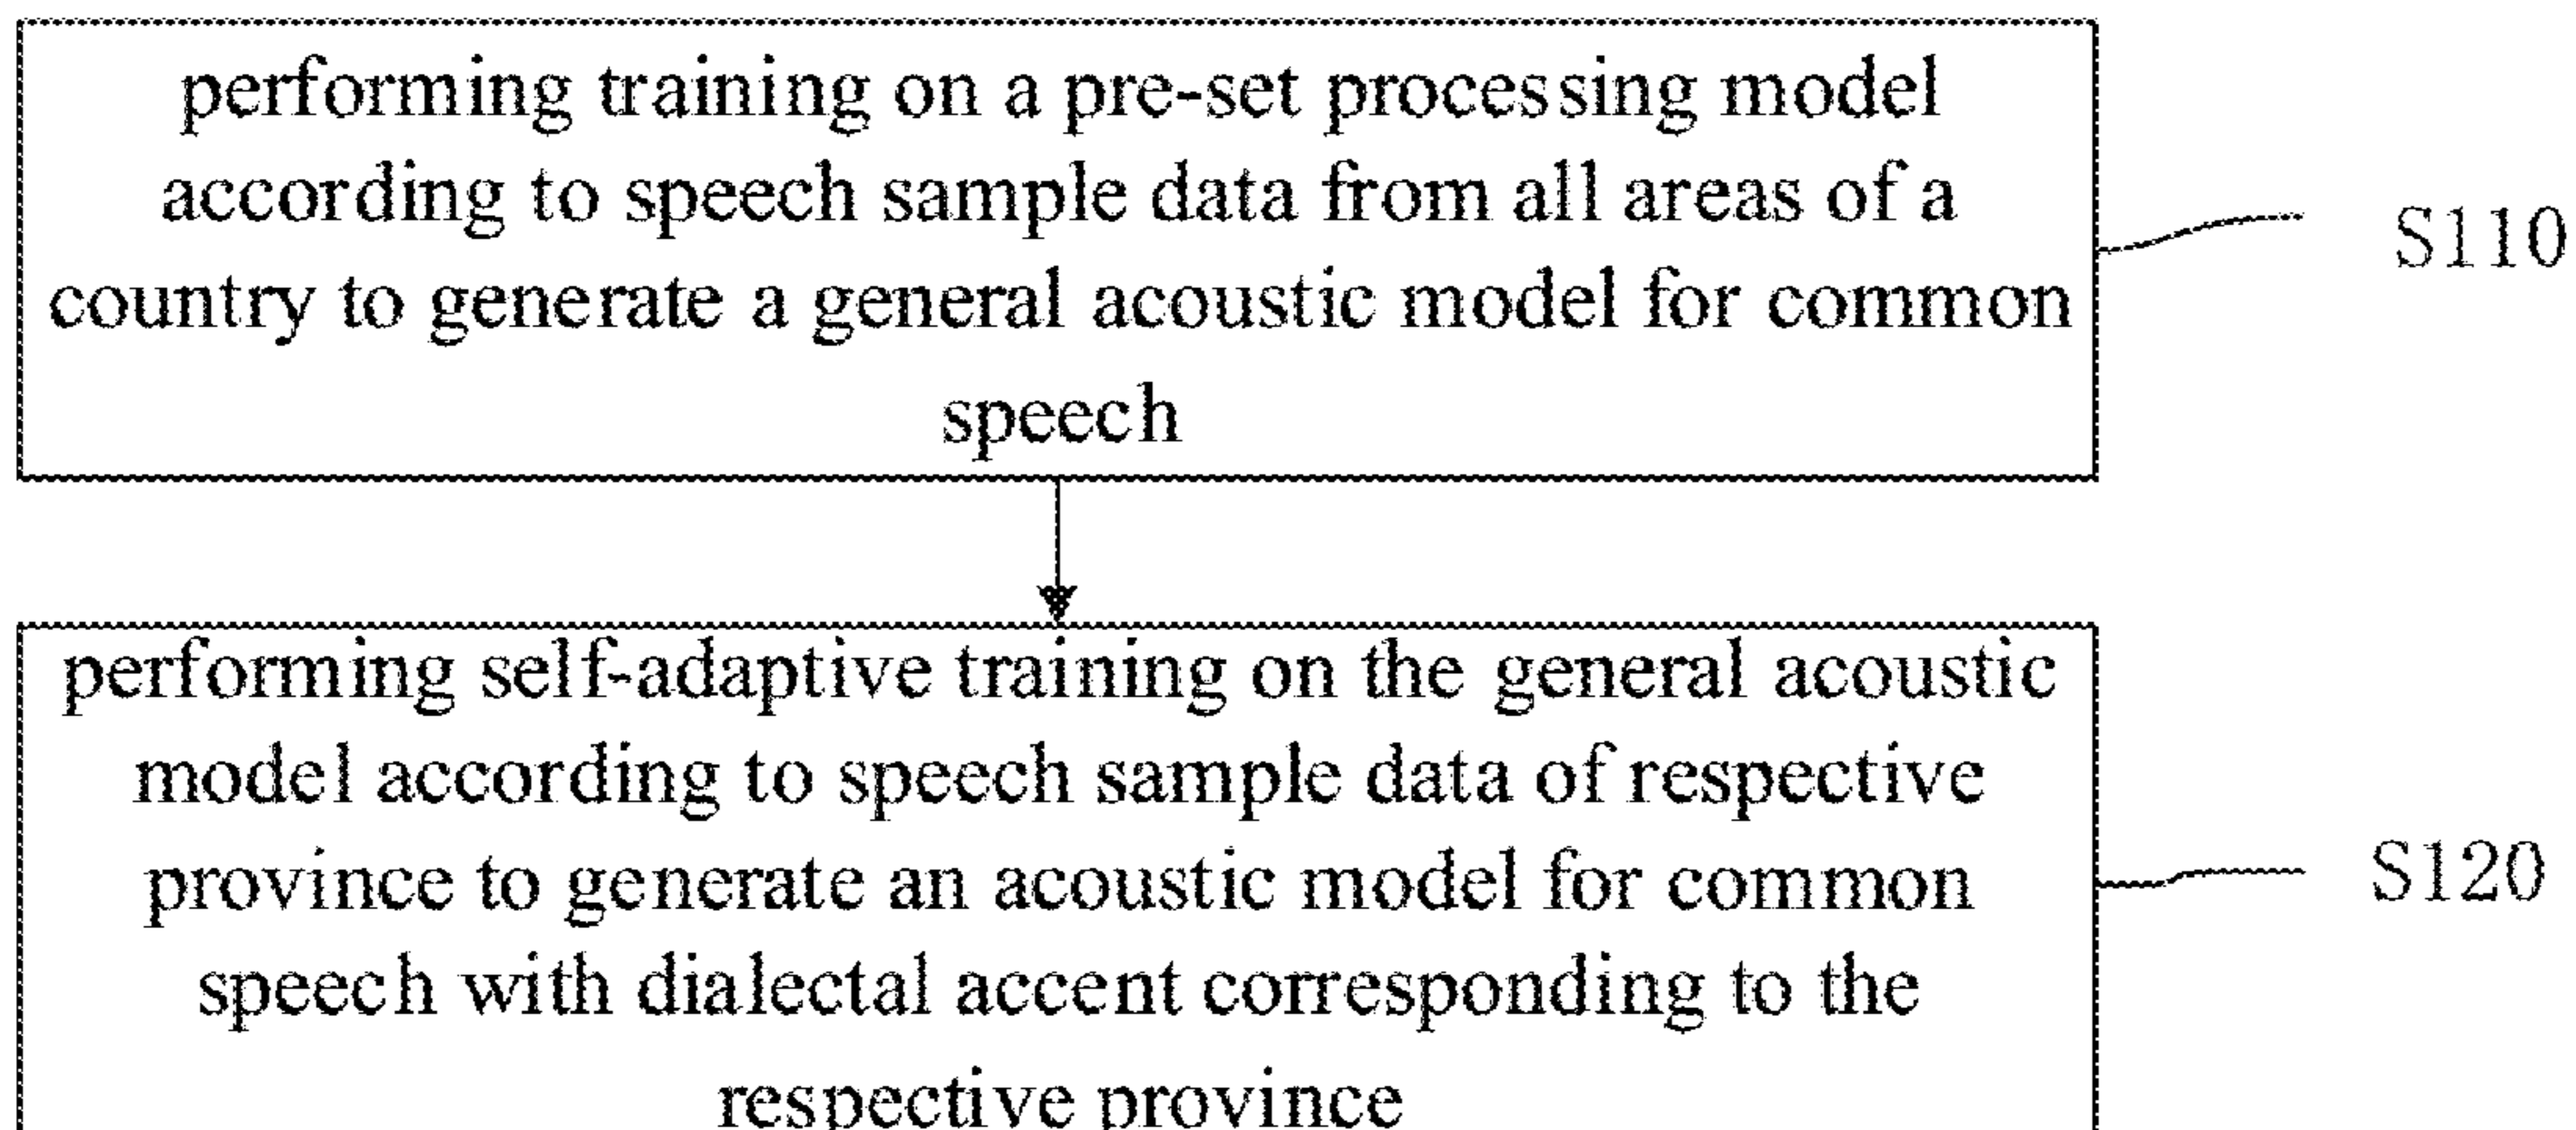 performing training on a pre-set processing model
according to speech sample data from all areas of a
country to generate a general acoustic model for common
speech
S110
performing self-adaptive training on the general acoustic
model according to speech sample data of respective
province to generate an acoustic model for common
speech with dialectal accent corresponding to the
respective province
S120